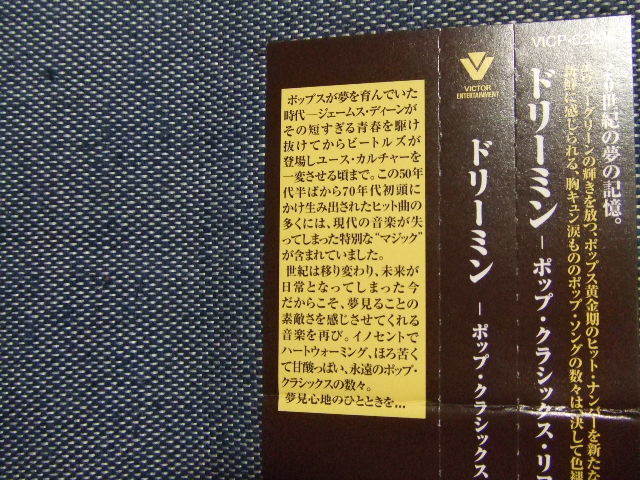 ポップスが夢を育んでいた
時代―ジェームス・ディーンが
その短すぎる青春を駆け
抜けてからビートルズが
登場しユース・カルチャーを
一変させる頃まで。この50年
代半ばから70年代初頭に
かけ生み出されたヒット曲の
多くには、現代の音楽が失
ってしまった特別な“マジック”
が含まれていました。
世紀は移り変わり、未来が
日常となってしまった今
だからこそ、夢見ることの
素敵さを感じさせてくれる
音楽を再び。イノセントで
ハートウォーミング、ほろ苦く
て甘酸っぱい、永遠のポップ・
クラシックスの数々。
夢見心地のひとときを…
VICTOR
ENTERTAINMENT
ドリーミン ― ポップ・クラシックス
VICP-62
ドリーミン ― ポップ・クラシックス・リコ
世紀の夢の記憶。
の輝きを放つ、ポップス黄金期のヒット・ナンバーを新たな
感じられる、胸キュン涙もののポップ・ソングの数々は、決して色褪